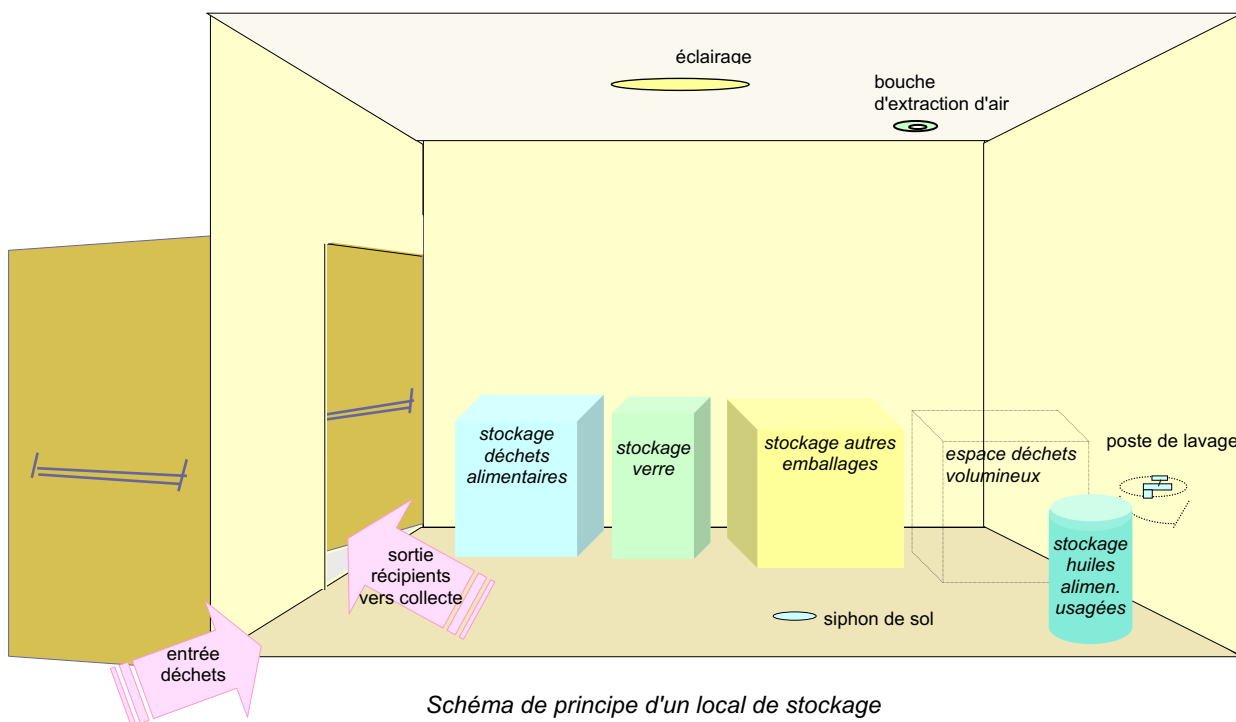 éclairage
bouche
d'extraction d'air
stockage
déchets
alimentaires
stockage
verre
stockage autres
emballages
espace déchets
volumineux
poste de lavage
stockage
huiles
alimen.
usagées
sortie
récipients
vers collecte
siphon de sol
entrée
déchets
Schéma de principe d'un local de stockage